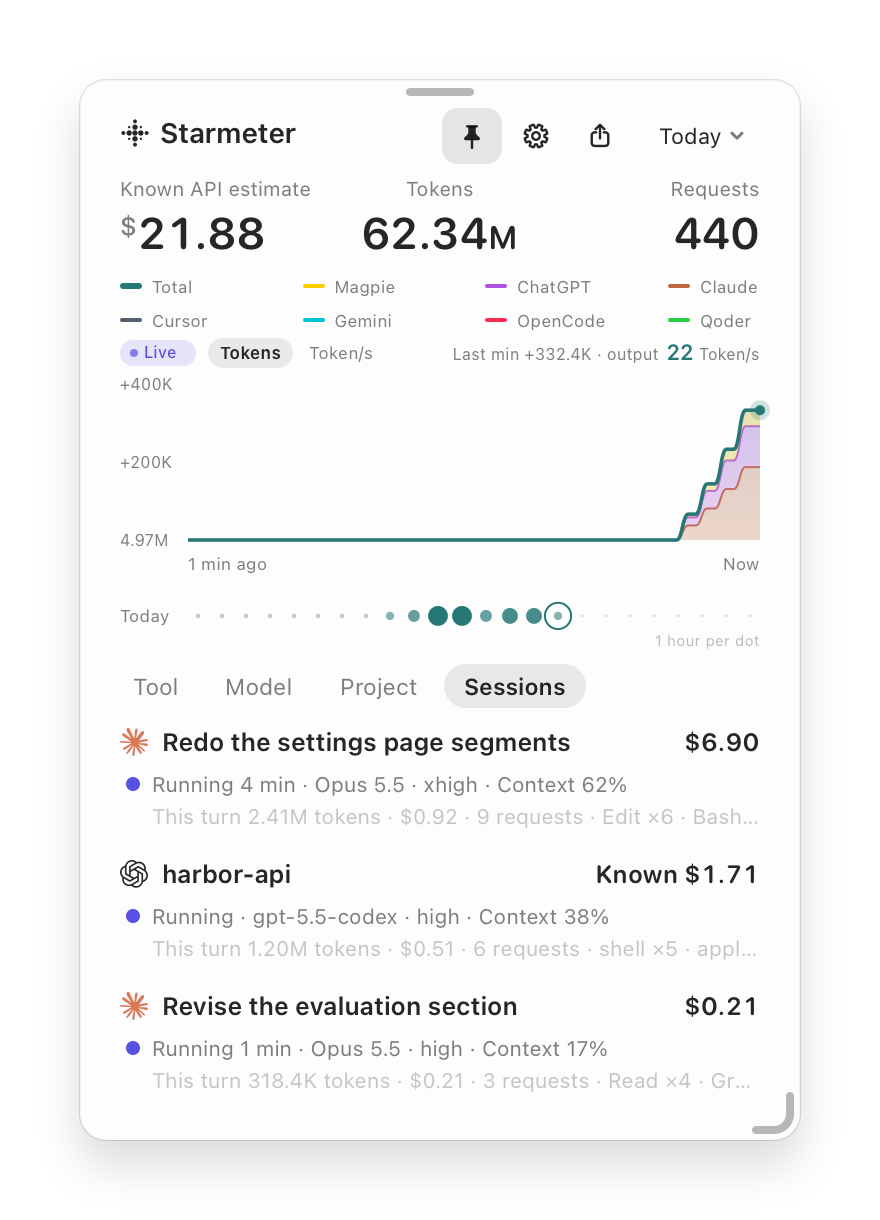 Starmeter
Today
Known API estimate Tokens Requests
$21.88 62.34M 440
Total Magpie ChatGPT Claude
Cursor Gemini OpenCode Qoder
Live Tokens Token/s Last min +332.4K · output 22 Token/s
+400K
+200K
4.97M
1 min ago Now
Today
1 hour per dot
Tool Model Project Sessions
Redo the settings page segments $6.90
Running 4 min · Opus 5.5 · xhigh · Context 62%
This turn 2.41M tokens · $0.92 · 9 requests · Edit ×6 · Bash...
harbor-api Known $1.71
Running · gpt-5.5-codex · high · Context 38%
This turn 1.20M tokens · $0.51 · 6 requests · shell ×5 · appl...
Revise the evaluation section $0.21
Running 1 min · Opus 5.5 · high · Context 17%
This turn 318.4K tokens · $0.21 · 3 requests · Read ×4 · Gr...